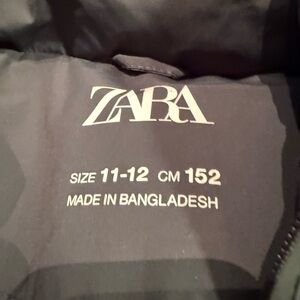 ZARA
SIZE 11-12 CM 152
MADE IN BANGLADESH